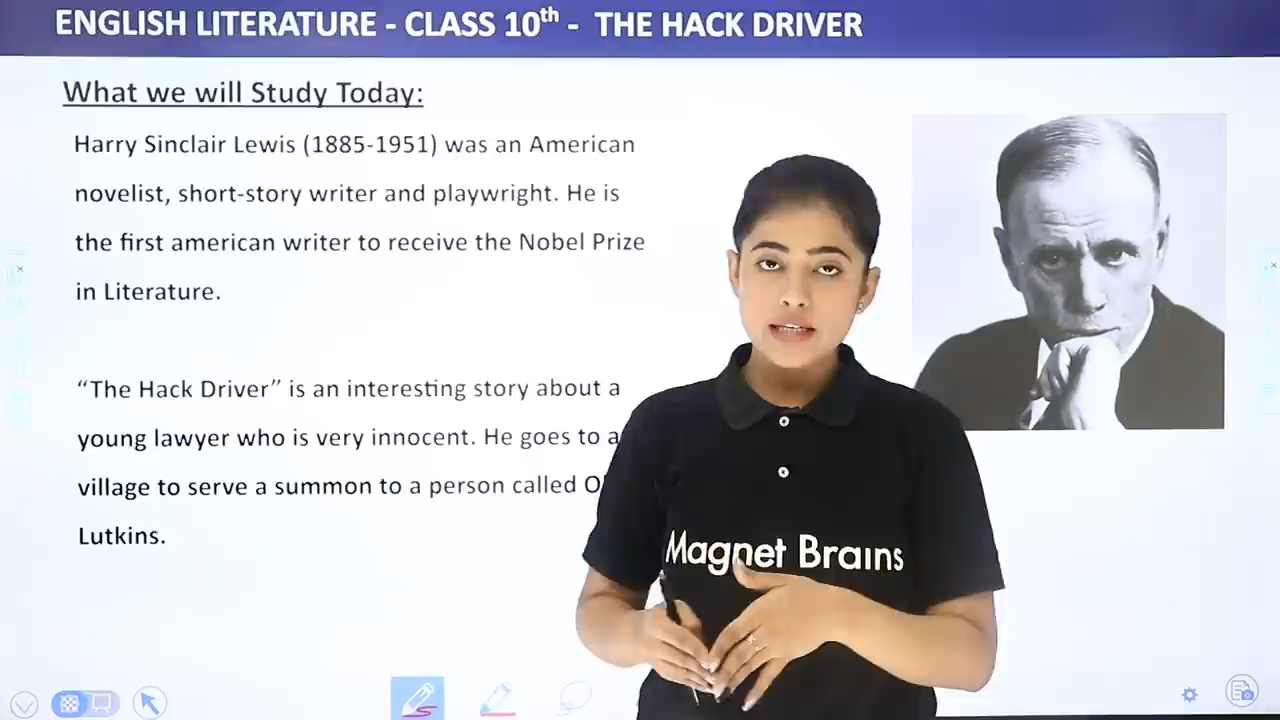 ENGLISH LITERATURE - CLASS 10th - THE HACK DRIVER
What we will Study Today:
Harry Sinclair Lewis (1885-1951) was an American
novelist, short-story writer and playwright. He is
the first american writer to receive the Nobel Prize
in Literature.
“The Hack Driver” is an interesting story about a
young lawyer who is very innocent. He goes to a
village to serve a summon to a person called
Lutkins.
Magnet Brains